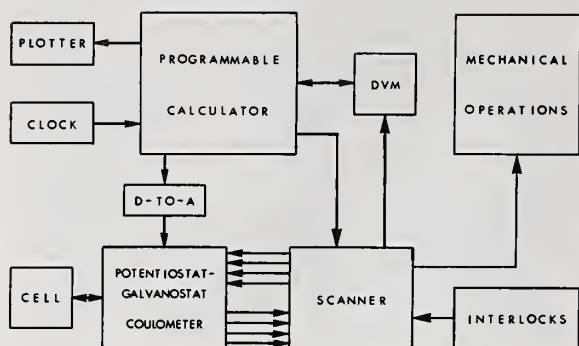 PLOTTER
PROGRAMMABLE
CALCULATOR
CLOCK
DVM
MECHANICAL
OPERATIONS
D-TO-A
CELL
POTENTIOSTAT-
GALVANOSTAT
COULOMETER
SCANNER
INTERLOCKS